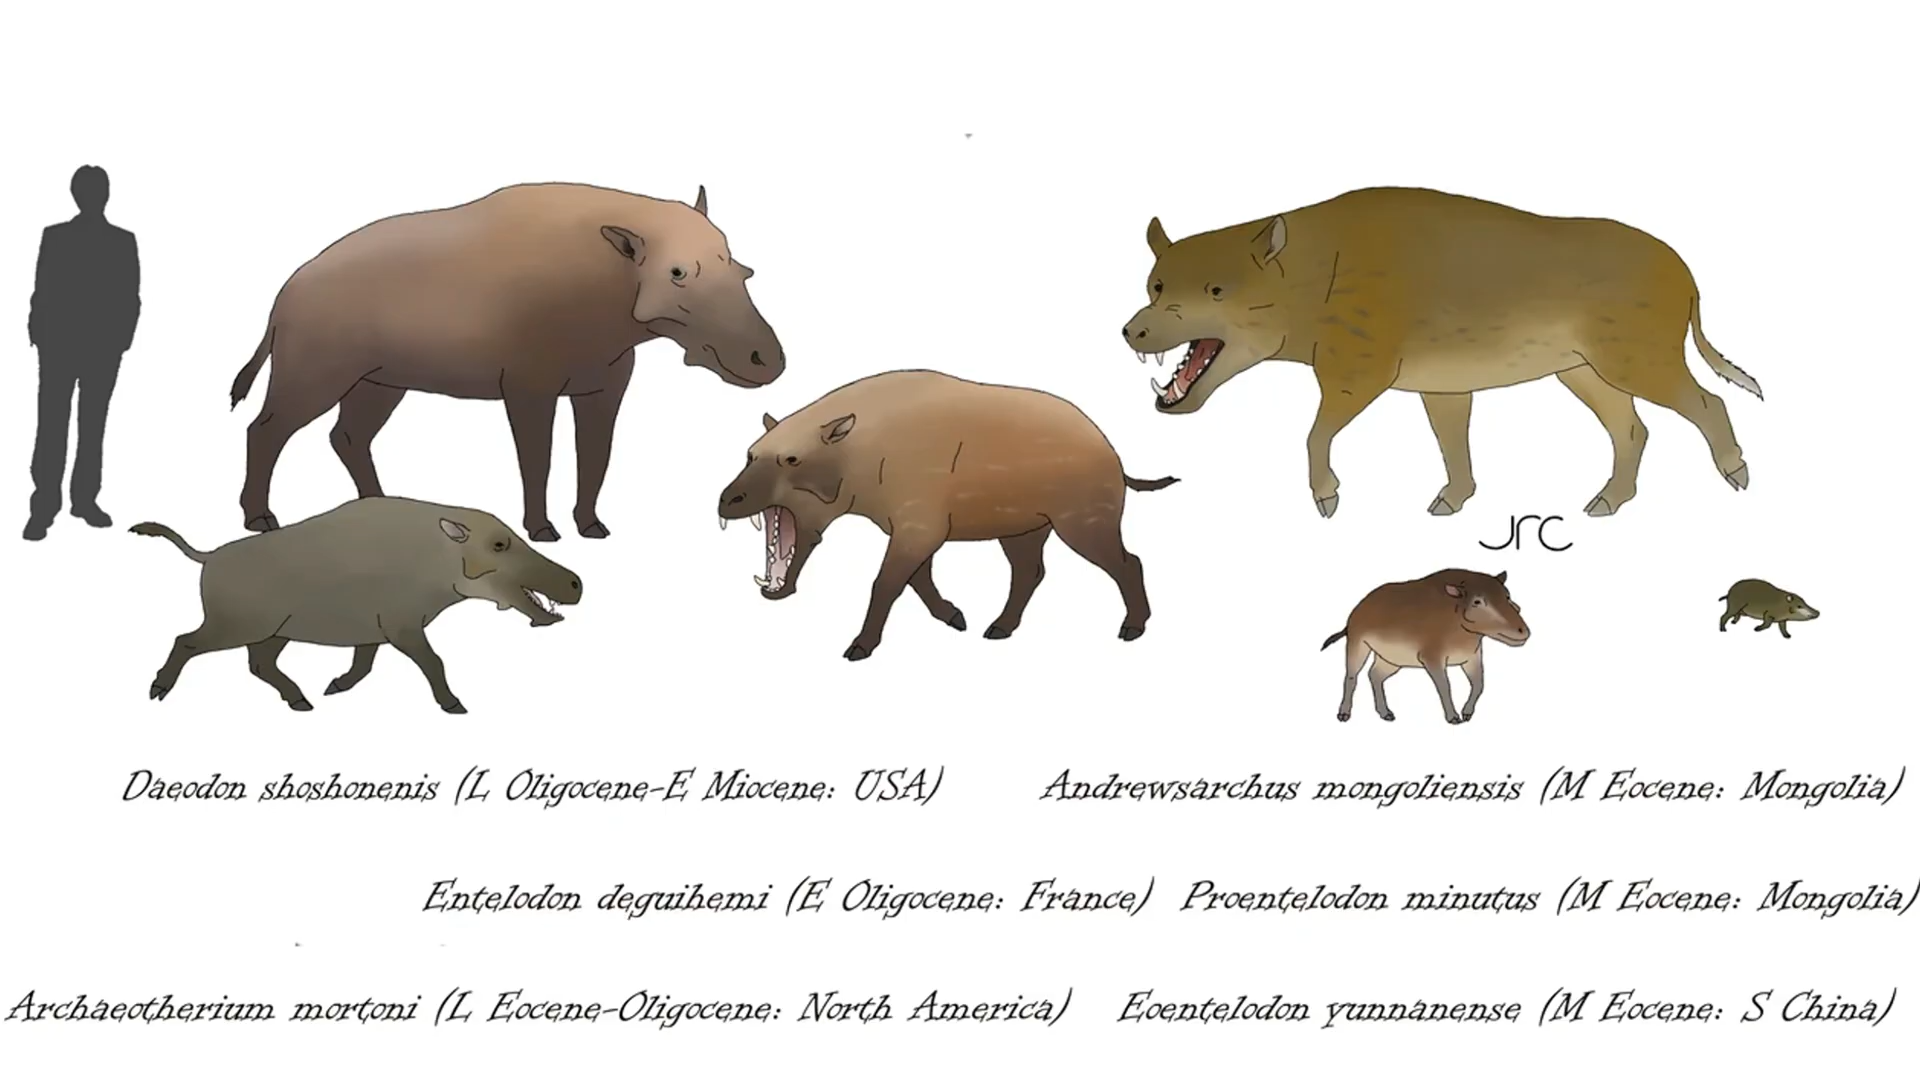 JrC
Daeodon shoshonenis (L Oligocene-E Miocene: USA)
Andrewsarchus mongoliensis (M Eocene: Mongolia)
Entelodon deguihemi (E Oligocene: France)
Proentelodon minutus (M Eocene: Mongolia)
Archaeotherium mortoni (L Eocene-Oligocene: North America)
Eoentelodon yunnanense (M Eocene: S China)